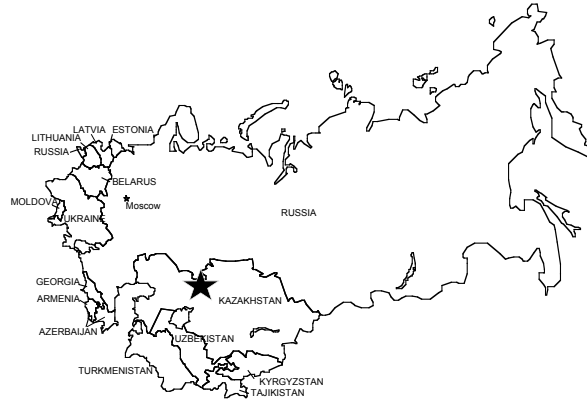 LATVIA ESTONIA
LITHUANIA
RUSSIA
BELARUS
MOLDOVA
Moscow
UKRAINE
RUSSIA
GEORGIA
ARMENIA
KAZAKHSTAN
AZERBAIJAN
UZBEKISTAN
TURKMENISTAN
KYRGYZSTAN
TAJIKISTAN